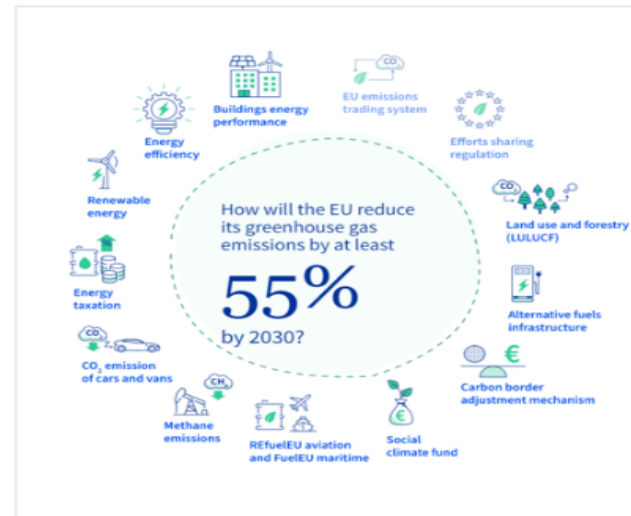 How will the EU reduce
its greenhouse gas
emissions by at least
55%
by 2030?
EU emissions
trading system
Efforts sharing
regulation
CO₂
Land use and forestry
(LULUCF)
Alternative fuels
infrastructure
€
Carbon border
adjustment mechanism
€
Social
climate fund
REfuelEU aviation
and FuelEU maritime
CH₄
Methane
emissions
CO₂
CO₂ emission
of cars and vans
%
Energy
taxation
Renewable
energy
Energy
efficiency
Buildings energy
performance
CO₂